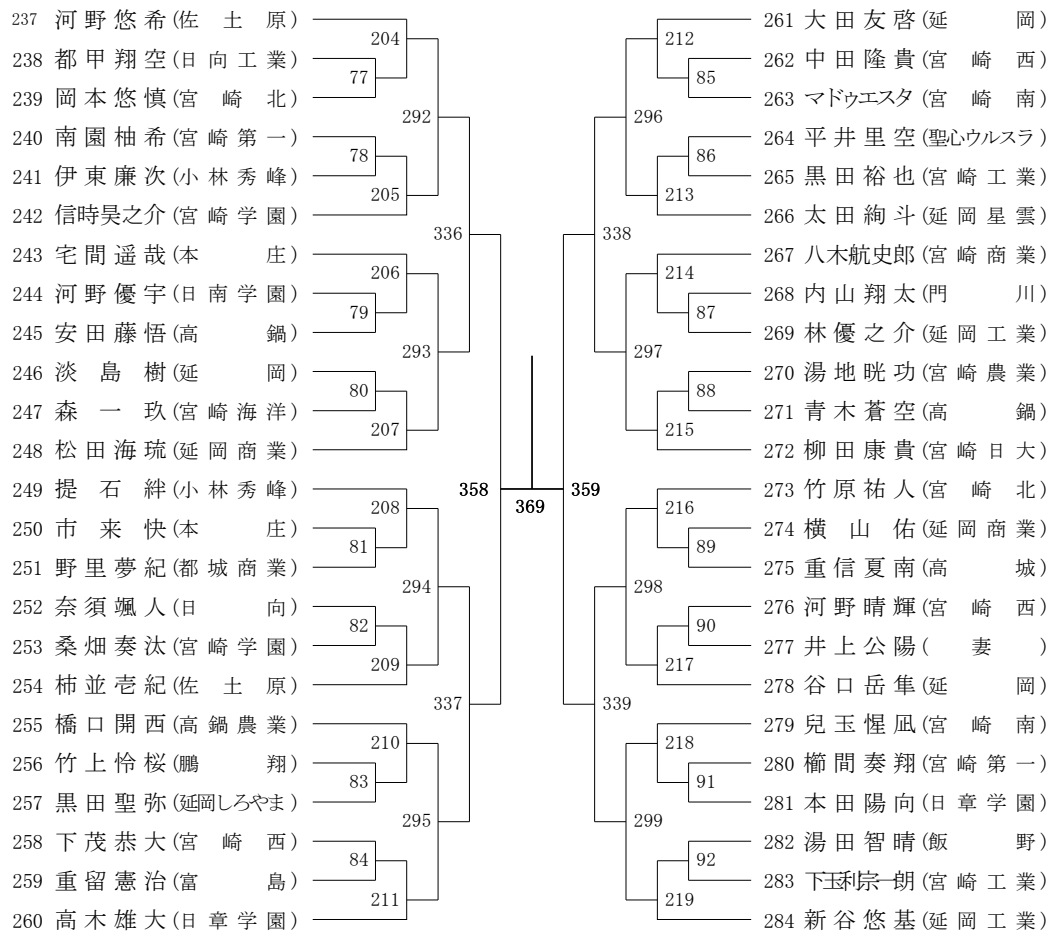 237 河野悠希(佐土原)
238 都甲翔空(日向工業)
239 岡本悠慎(宮崎北)
240 南園柚希(宮崎第一)
241 伊東廉次(小林秀峰)
242 信時昊之介(宮崎学園)
243 宅間遥哉(本庄)
244 河野優宇(日南学園)
245 安田藤悟(高鍋)
246 淡島樹(延岡)
247 森一玖(宮崎海洋)
248 松田海琉(延岡商業)
249 提石絆(小林秀峰)
250 市来快(本庄)
251 野里夢紀(都城商業)
252 奈須颯人(日向)
253 桑畑奏汰(宮崎学園)
254 柿並壱紀(佐土原)
255 橋口開西(高鍋農業)
256 竹上怜桜(鵬翔)
257 黒田聖弥(延岡しろやま)
258 下茂恭大(宮崎西)
259 重留憲治(富島)
260 高木雄大(日章学園)
204
77
78
205
206
79
80
207
208
81
82
209
210
83
84
211
292
293
294
295
336
337
358
369
359
338
339
296
297
298
299
212
85
86
213
214
87
88
215
216
89
90
217
218
91
92
219
261 大田友啓(延岡)
262 中田隆貴(宮崎西)
263 マドゥエスタ(宮崎南)
264 平井里空(聖心ウルスラ)
265 黒田裕也(宮崎工業)
266 太田絢斗(延岡星雲)
267 八木航史郎(宮崎商業)
268 内山翔太(門川)
269 林優之介(延岡工業)
270 湯地晄功(宮崎農業)
271 青木蒼空(高鍋)
272 柳田康貴(宮崎日大)
273 竹原祐人(宮崎北)
274 横山佑(延岡商業)
275 重信夏南(高城)
276 河野晴輝(宮崎西)
277 井上公陽(妻)
278 谷口岳隼(延岡)
279 兒玉惺凪(宮崎南)
280 櫛間奏翔(宮崎第一)
281 本田陽向(日章学園)
282 湯田智晴(飯野)
283 下玉利宗一朗(宮崎工業)
284 新谷悠基(延岡工業)